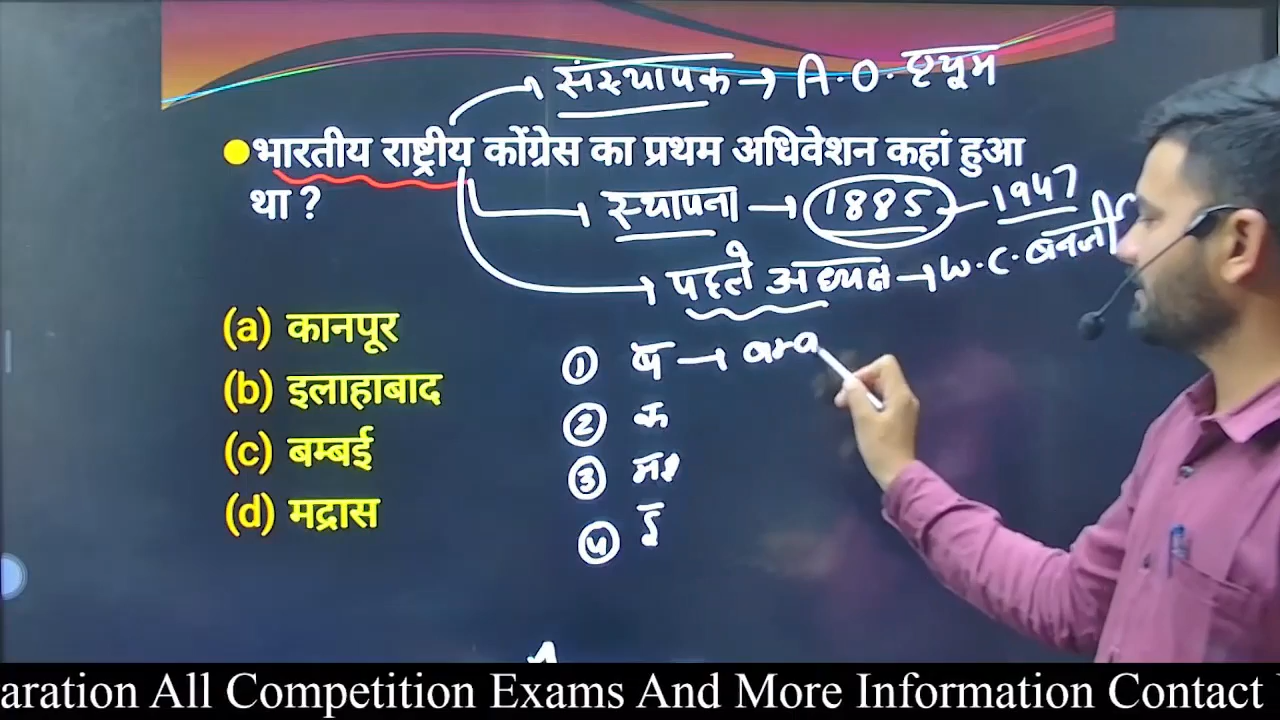 संस्थापक → A.O. ह्यूम
●भारतीय राष्ट्रीय कोंग्रेस का प्रथम अधिवेशन कहां हुआ
था ?
स्थापना → 1885 - 1947
पहले अध्यक्ष → W.C. बनर्जी
(a) कानपूर
(b) इलाहाबाद
(c) बम्बई
(d) मद्रास
① ब →
② क
③ म
④ इ
aration All Competition Exams And More Information Contact